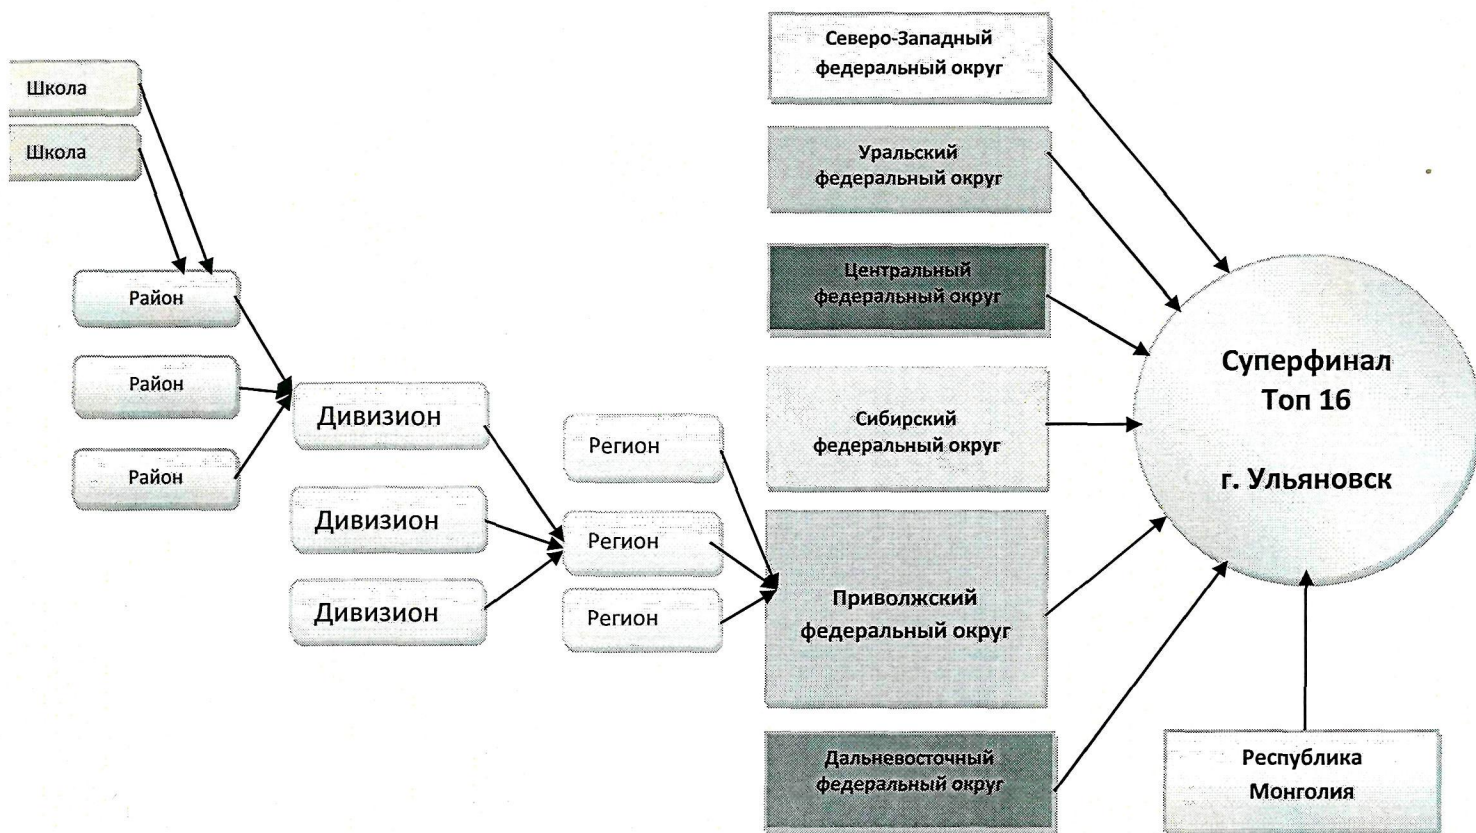 Школа
Школа
Район
Район
Район
Дивизион
Дивизион
Дивизион
Регион
Регион
Регион
Северо-Западный
федеральный округ
Уральский
федеральный округ
Центральный
федеральный округ
Сибирский
федеральный округ
Приволжский
федеральный округ
Дальневосточный
федеральный округ
Суперфинал
Топ 16
г. Ульяновск
Республика
Монголия